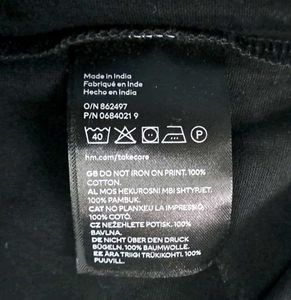 Made in India
Fabriqué en Inde
Hecho en India
O/N 862497
P/N 0684021 9
40
P
hm.com/takecare
GB DO NOT IRON ON PRINT. 100%
COTTON.
AL MOS HEKUROSNI MBI SHTYPJET.
100% PAMBUK.
CAT NO PLANXEU LA IMPRESSIÓ.
100% COTÓ.
CZ NEŽEHLETE POTISK. 100%
BAVLNA.
DE NICHT ÜBER DEN DRUCK
BÜGELN. 100% BAUMWOLLE.
EE ÄRA TRIIGI TRÜKIKOHTI. 100%
PUUVILL.